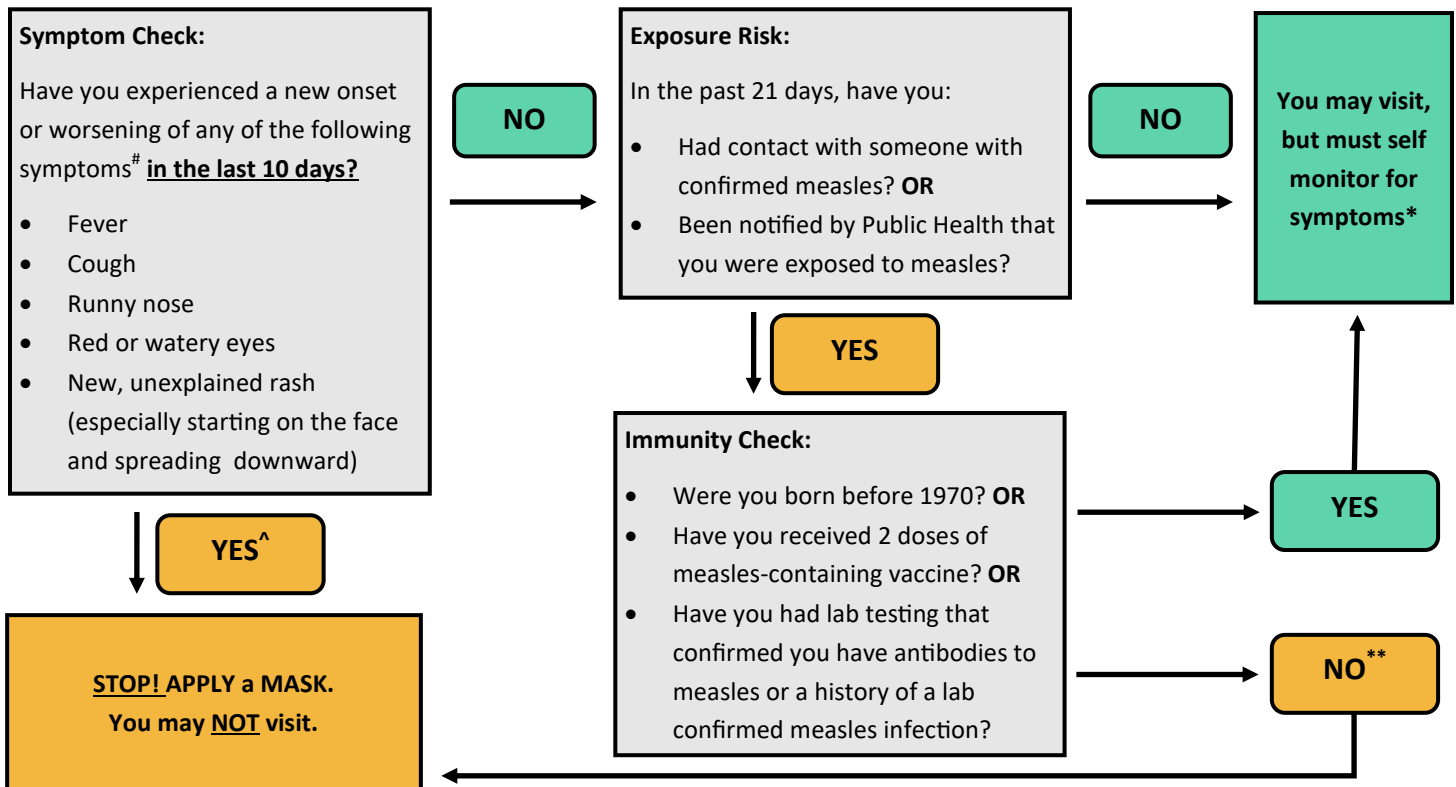 Symptom Check:
Have you experienced a new onset
or worsening of any of the following
symptoms# in the last 10 days?
• Fever
• Cough
• Runny nose
• Red or watery eyes
• New, unexplained rash
(especially starting on the face
and spreading downward)
NO
Exposure Risk:
In the past 21 days, have you:
• Had contact with someone with
confirmed measles? OR
• Been notified by Public Health that
you were exposed to measles?
NO
You may visit,
but must self
monitor for
symptoms*
YES
Immunity Check:
• Were you born before 1970? OR
• Have you received 2 doses of
measles-containing vaccine? OR
• Have you had lab testing that
confirmed you have antibodies to
measles or a history of a lab
confirmed measles infection?
YES
NO**
YES^
STOP! APPLY a MASK.
You may NOT visit.